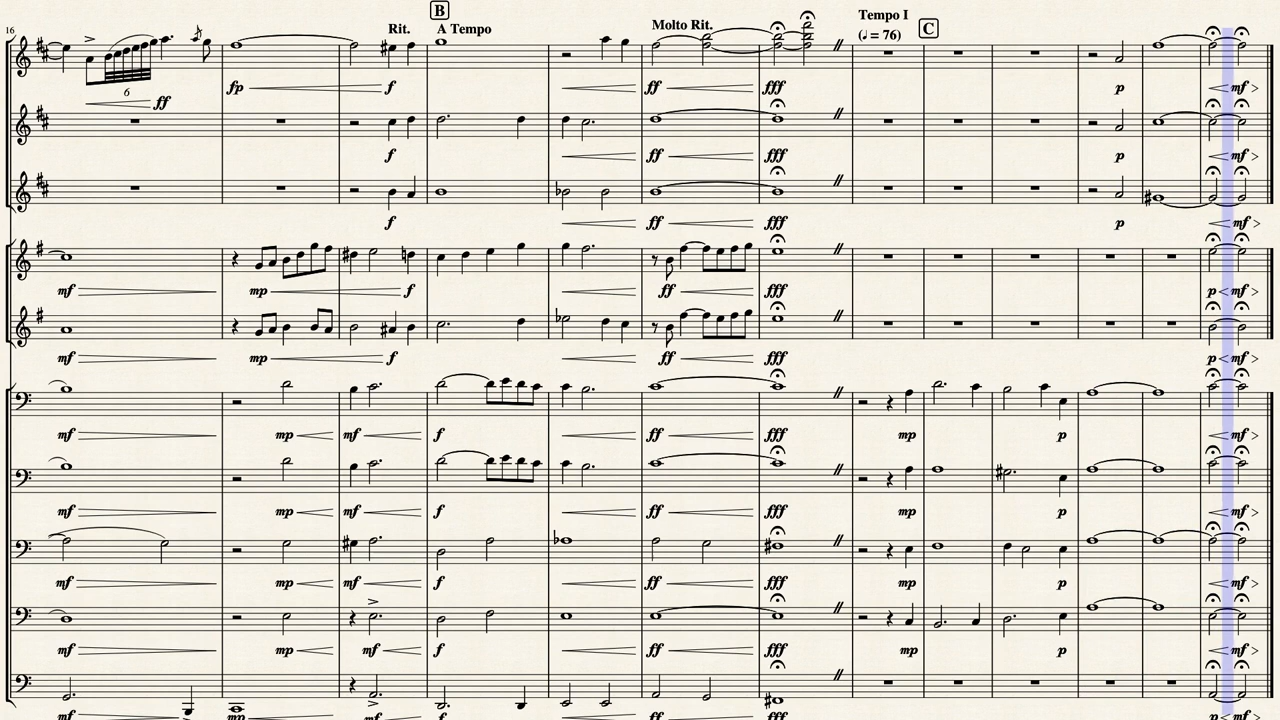 B
Tempo I
16 Rit. A Tempo Molto Rit. (♩ = 76) C
fp f ff fff p mf
6 ff
f ff fff p mf
f ff fff p mf
mf mp f ff fff p mf
mf mp f ff fff p mf
mf mp mf f ff fff mp p mf
mf mp mf f ff fff mp p mf
mf mp mf f ff fff mp p mf
mf mp mf f ff fff mp p mf
mf mp mf f ff fff p mf